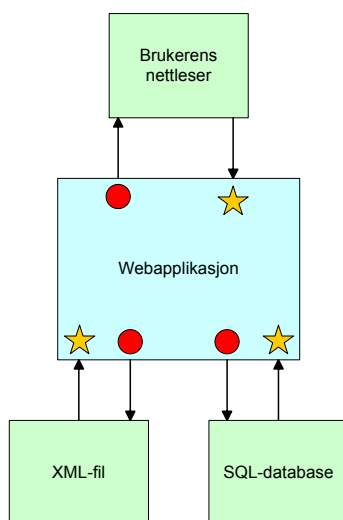 Brukerens
nettleser
Webapplikasjon
XML-fil
SQL-database